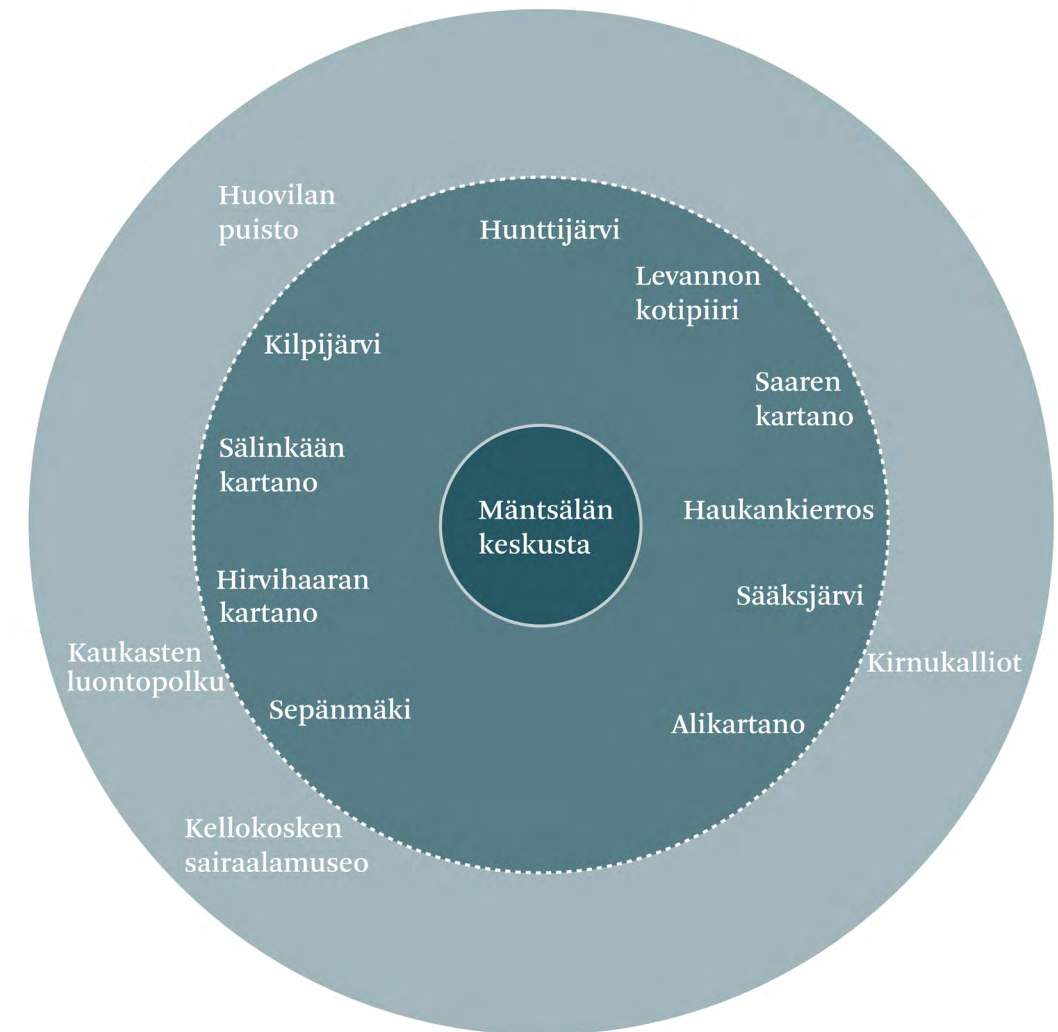 Huovilan
puisto
Hunttijärvi
Levannon
kotipiiri
Kilpijärvi
Saaren
kartano
Sälinkään
kartano
Mäntsälän
keskusta
Haukankierros
Hirvihaaran
kartano
Sääksjärvi
Kaukasten
luontopolku
Kirnukalliot
Sepänmäki
Alikartano
Kellokosken
sairaalamuseo